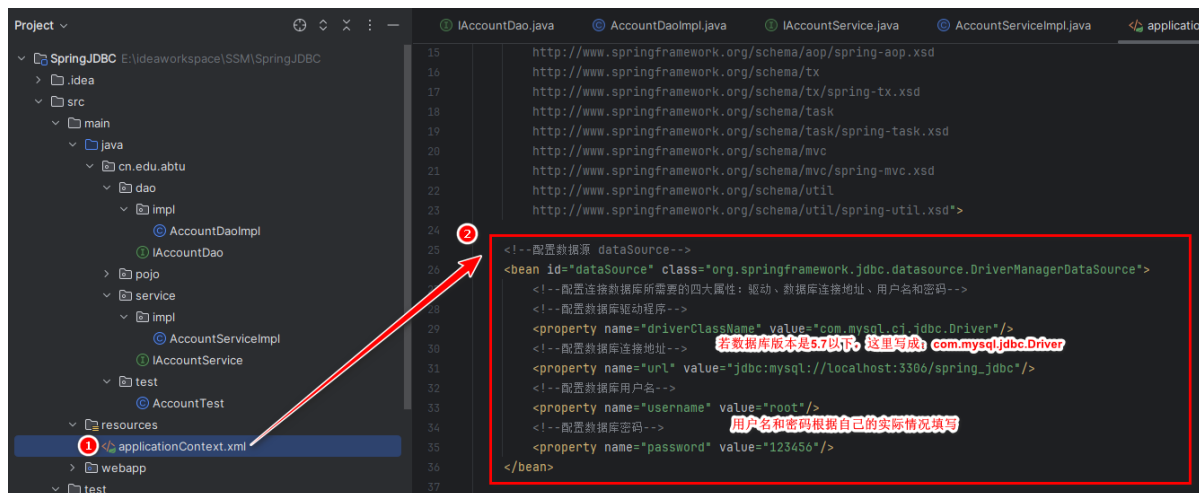 Project
SpringJDBC E:\ideaworkspace\SSM\SpringJDBC
.idea
src
main
java
cn.edu.abtu
dao
impl
AccountDaoImpl
IAccountDao
pojo
service
impl
AccountServiceImpl
IAccountService
test
AccountTest
resources
1 applicationContext.xml
webapp
test
IAccountDao.java AccountDaoImpl.java IAccountService.java AccountServiceImpl.java applicatio
15 http://www.springframework.org/schema/aop/spring-aop.xsd
16 http://www.springframework.org/schema/tx
17 http://www.springframework.org/schema/tx/spring-tx.xsd
18 http://www.springframework.org/schema/task
19 http://www.springframework.org/schema/task/spring-task.xsd
20 http://www.springframework.org/schema/mvc
21 http://www.springframework.org/schema/mvc/spring-mvc.xsd
22 http://www.springframework.org/schema/util
23 http://www.springframework.org/schema/util/spring-util.xsd">
24
2
25 <!--配置数据源 dataSource-->
26 <bean id="dataSource" class="org.springframework.jdbc.datasource.DriverManagerDataSource">
<!--配置连接数据库所需要的四大属性：驱动、数据库连接地址、用户名和密码-->
28 <!--配置数据库驱动程序-->
29 <property name="driverClassName" value="com.mysql.cj.jdbc.Driver"/>
30 <!--配置数据库连接地址-->
若数据库版本是5.7以下，这里写成：com.mysql.jdbc.Driver
31 <property name="url" value="jdbc:mysql://localhost:3306/spring_jdbc"/>
32 <!--配置数据库用户名-->
33 <property name="username" value="root"/>
34 <!--配置数据库密码-->
用户名和密码根据自己的实际情况填写
35 <property name="password" value="123456"/>
36 </bean>
37